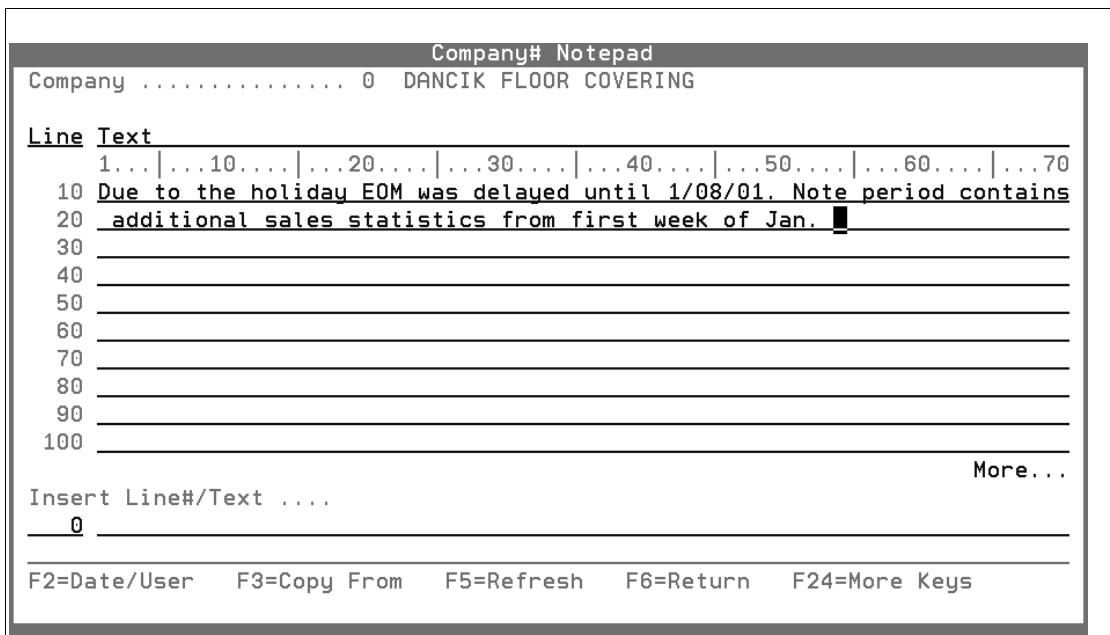 Company# Notepad
Company ............... 0  DANCIK FLOOR COVERING
Line Text
1...|...10....|...20....|...30....|...40....|...50....|...60....|...70
10 Due to the holiday EOM was delayed until 1/08/01. Note period contains
20 additional sales statistics from first week of Jan.
30
40
50
60
70
80
90
100
More...
Insert Line#/Text ....
0
F2=Date/User   F3=Copy From   F5=Refresh   F6=Return   F24=More Keys